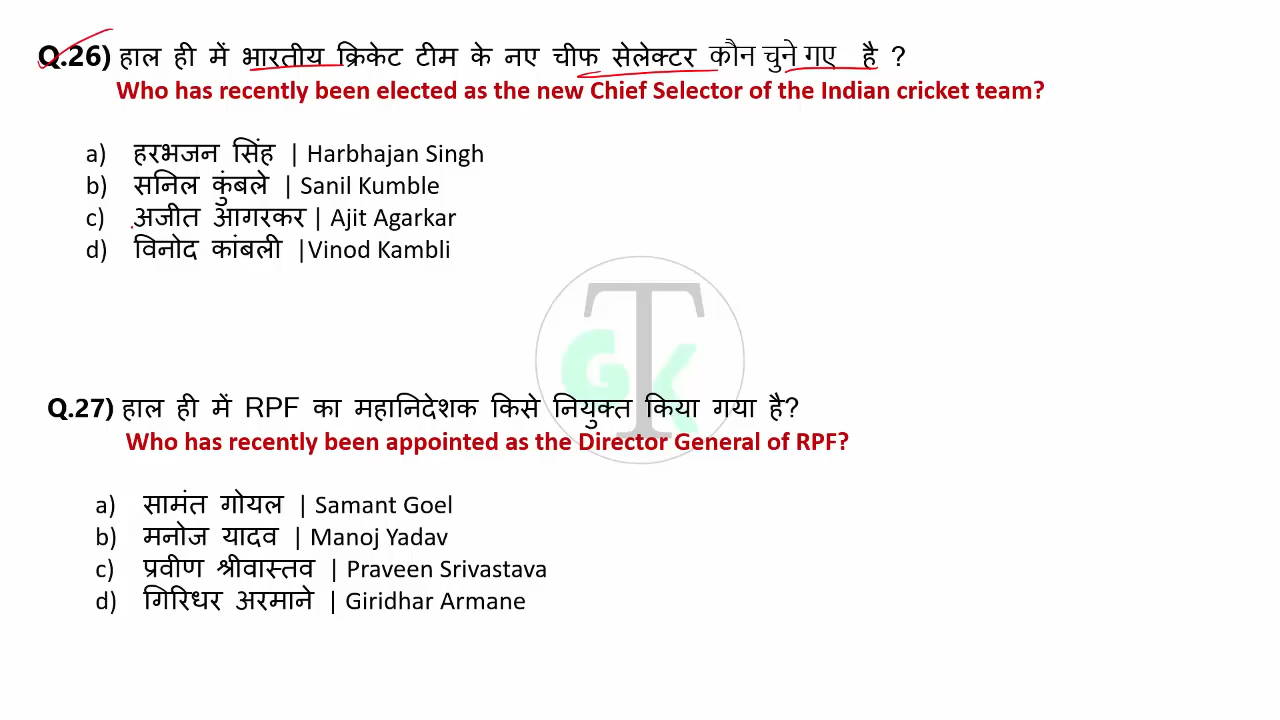 Q.26) हाल ही में भारतीय क्रिकेट टीम के नए चीफ सेलेक्टर कौन चुने गए है ?
Who has recently been elected as the new Chief Selector of the Indian cricket team?
a) हरभजन सिंह | Harbhajan Singh
b) सनिल कुंबले | Sanil Kumble
c) अजीत आगरकर | Ajit Agarkar
d) विनोद कांबली |Vinod Kambli
T
GK
Q.27) हाल ही में RPF का महानिदेशक किसे नियुक्त किया गया है?
Who has recently been appointed as the Director General of RPF?
a) सामंत गोयल | Samant Goel
b) मनोज यादव | Manoj Yadav
c) प्रवीण श्रीवास्तव | Praveen Srivastava
d) गिरिधर अरमाने | Giridhar Armane